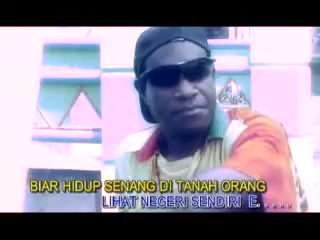 BIAR HIDUP SENANG DI TANAH ORANG
LIHAT NEGERI SENDIRI E.....